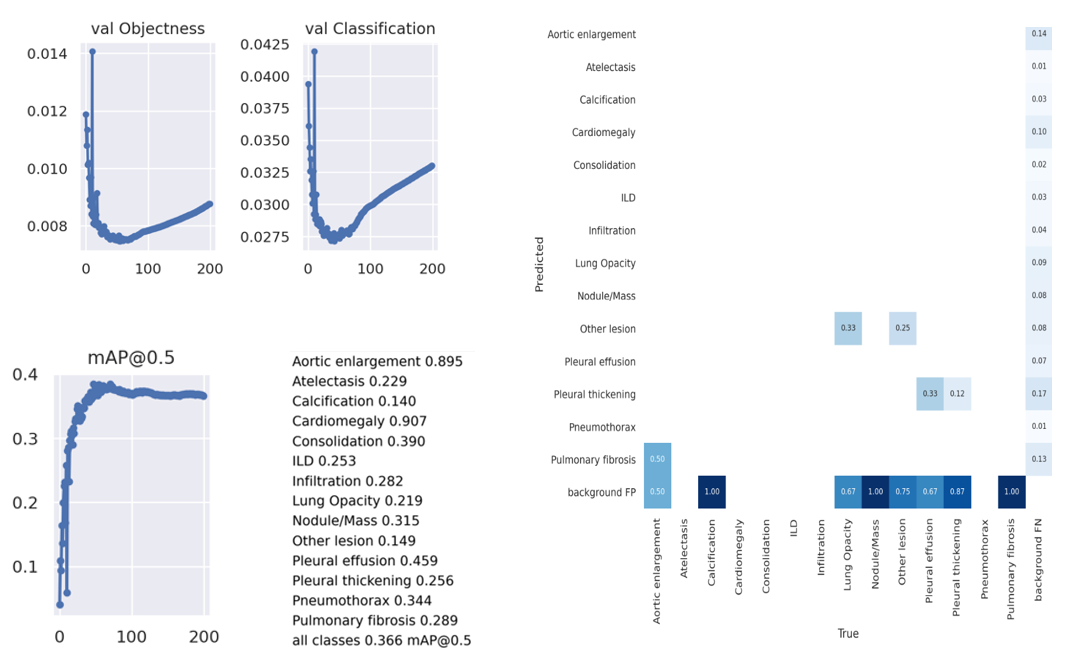 val Objectness
0.014
0.012
0.010
0.008
0 100 200
val Classification
0.0425
0.0400
0.0375
0.0350
0.0325
0.0300
0.0275
0 100 200
mAP@0.5
0.4
0.3
0.2
0.1
0 100 200
Aortic enlargement 0.895
Atelectasis 0.229
Calcification 0.140
Cardiomegaly 0.907
Consolidation 0.390
ILD 0.253
Infiltration 0.282
Lung Opacity 0.219
Nodule/Mass 0.315
Other lesion 0.149
Pleural effusion 0.459
Pleural thickening 0.256
Pneumothorax 0.344
Pulmonary fibrosis 0.289
all classes 0.366 mAP@0.5
Predicted
Aortic enlargement 0.14
Atelectasis 0.01
Calcification 0.03
Cardiomegaly 0.10
Consolidation 0.02
ILD 0.03
Infiltration 0.04
Lung Opacity 0.09
Nodule/Mass 0.08
Other lesion 0.33 0.25 0.08
Pleural effusion 0.07
Pleural thickening 0.33 0.12 0.17
Pneumothorax 0.01
Pulmonary fibrosis 0.50 0.13
background FP 0.50 1.00 0.67 1.00 0.75 0.67 0.87 1.00
Aortic enlargement
Atelectasis
Calcification
Cardiomegaly
Consolidation
ILD
Infiltration
Lung Opacity
Nodule/Mass
Other lesion
Pleural effusion
Pleural thickening
Pneumothorax
Pulmonary fibrosis
background FN
True